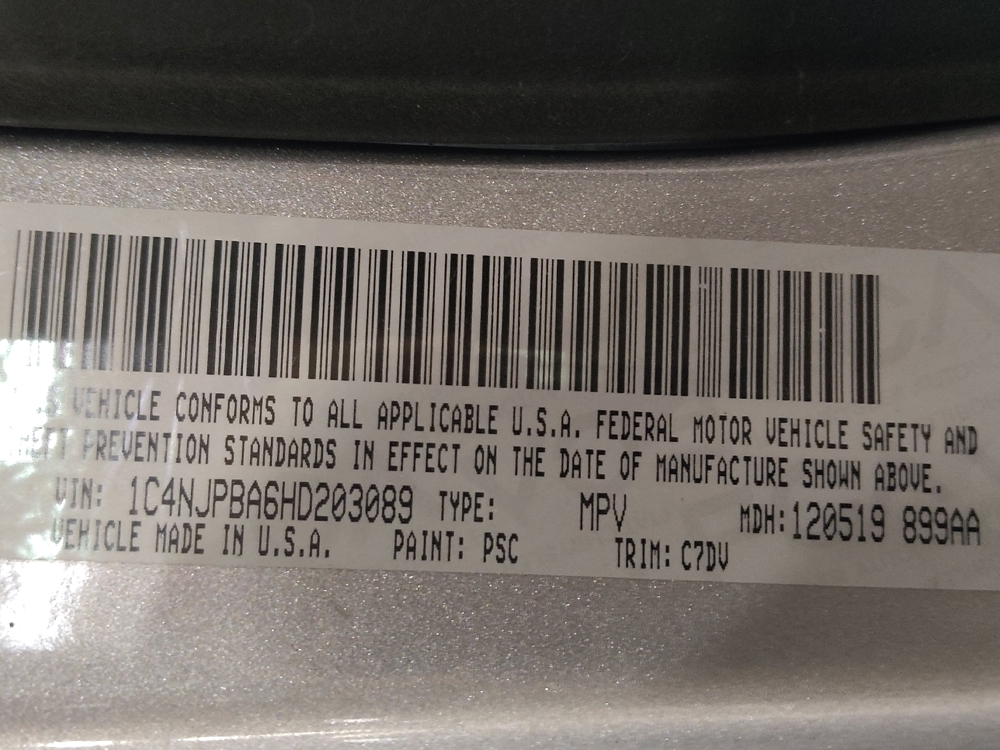 VEHICLE CONFORMS TO ALL APPLICABLE U.S.A. FEDERAL MOTOR VEHICLE SAFETY AND
PREVENTION STANDARDS IN EFFECT ON THE DATE OF MANUFACTURE SHOWN ABOVE.
VIN: 1C4NJPBA6HD203089 TYPE: MPV MDH:120519 899AA
VEHICLE MADE IN U.S.A. PAINT: PSC TRIM: C7DV